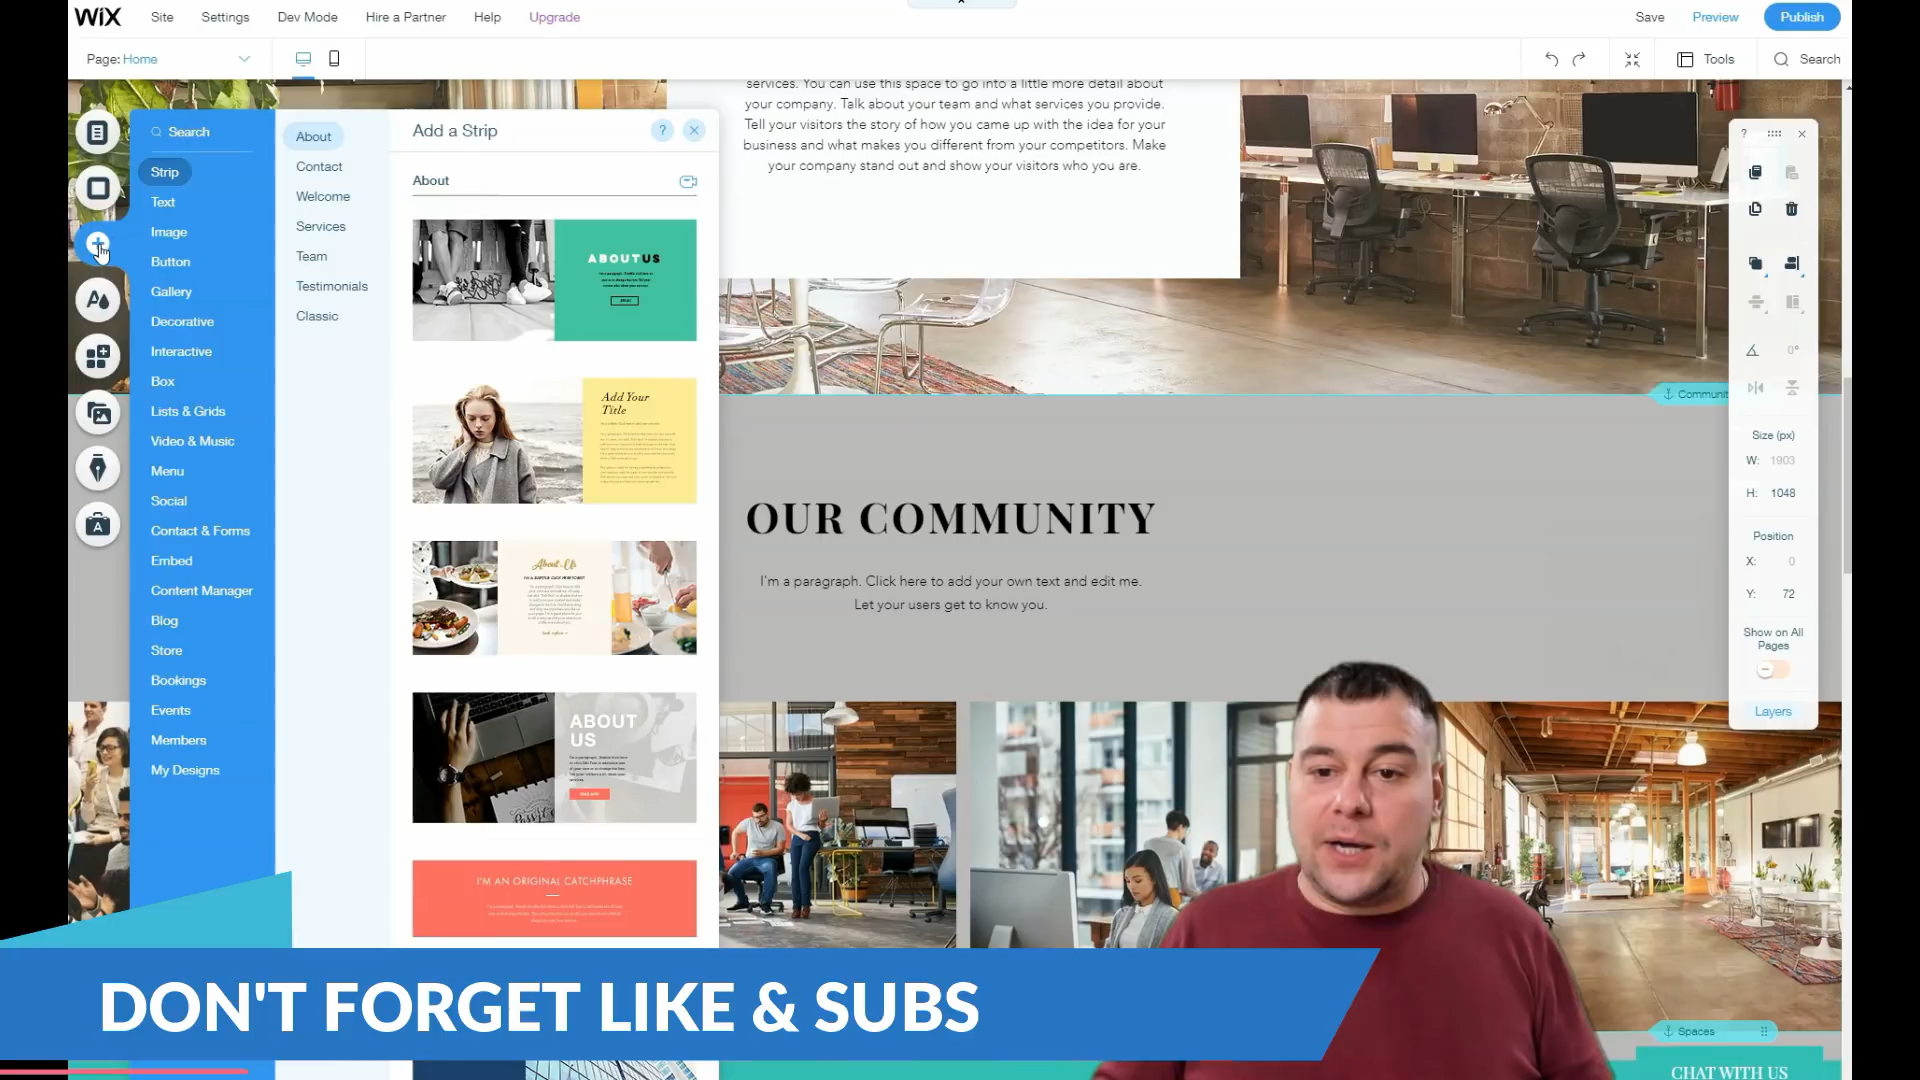 WiX
Site
Settings
Dev Mode
Hire a Partner
Help
Upgrade
Save
Preview
Publish
Page: Home
Tools
Search
services. You can use this space to go into a little more detail about
your company. Talk about your team and what services you provide.
Tell your visitors the story of how you came up with the idea for your
business and what makes you different from your competitors. Make
your company stand out and show your visitors who you are.
Search
Strip
Text
Image
Button
Gallery
Decorative
Interactive
Box
Lists & Grids
Video & Music
Menu
Social
Contact & Forms
Embed
Content Manager
Blog
Store
Bookings
Events
Members
My Designs
About
Contact
Welcome
Services
Team
Testimonials
Classic
Add a Strip
?
About
ABOUT US
Add Your
Title
About Us
ABOUT
US
I'M AN ORIGINAL CATCHPHRASE
Communit
OUR COMMUNITY
I'm a paragraph. Click here to add your own text and edit me.
Let your users get to know you.
?
0°
Size (px)
W: 1903
H: 1048
Position
X: 0
Y: 72
Show on All
Pages
Layers
Spaces
CHAT WITH US
DON'T FORGET LIKE & SUBS